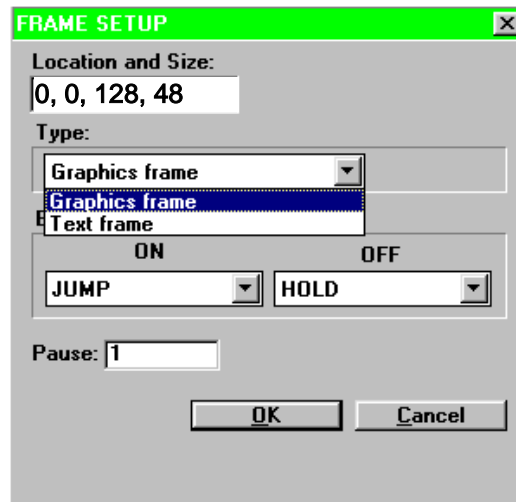 FRAME SETUP
Location and Size:
0, 0, 128, 48
Type:
Graphics frame
Graphics frame
Text frame
ON OFF
JUMP HOLD
Pause: 1
OK Cancel